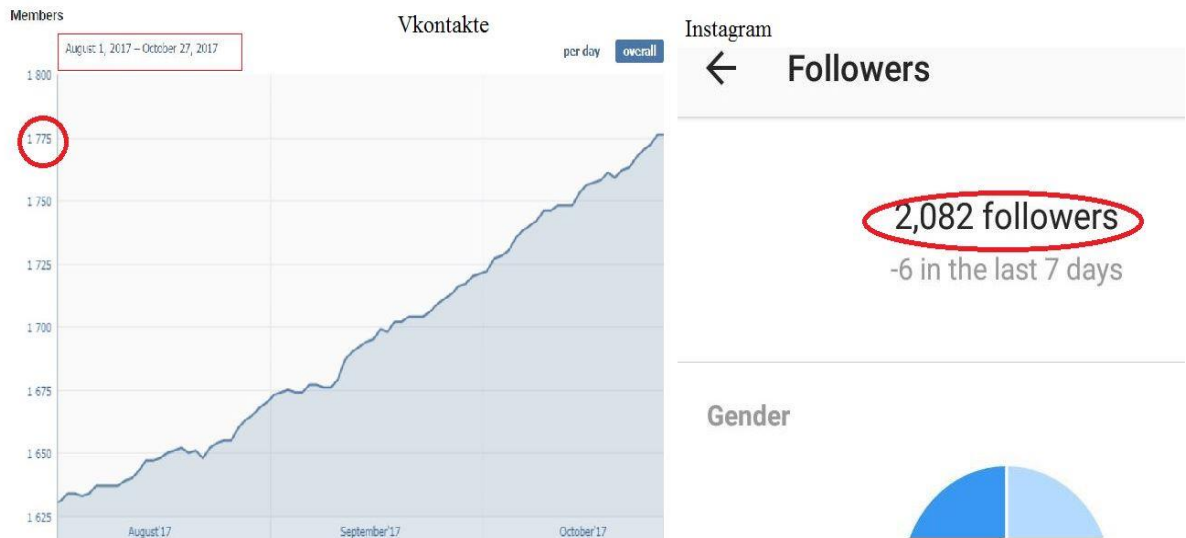 Members
Vkontakte
August 1, 2017 – October 27, 2017
per day overall
1 800
1 775
1 750
1 725
1 700
1 675
1 650
1 625
August'17 September'17 October'17
Instagram
Followers
2,082 followers
-6 in the last 7 days
Gender